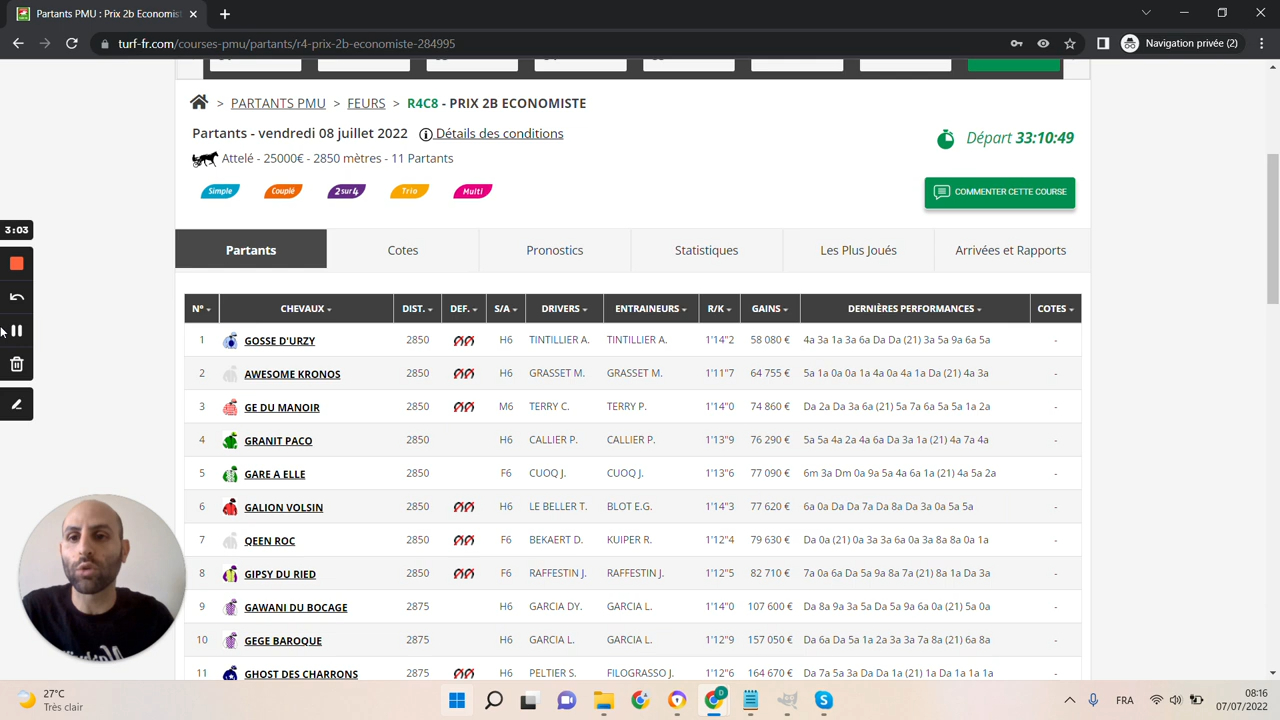 Partants PMU : Prix 2b Economist
turf-fr.com/courses-pmu/partants/r4-prix-2b-economiste-284995
Navigation privée (2)
> PARTANTS PMU > FEURS > R4C8 - PRIX 2B ECONOMISTE
Partants - vendredi 08 juillet 2022 Détails des conditions
Départ 33:10:49
Attelé - 25000€ - 2850 mètres - 11 Partants
Simple Couplé 2 sur 4 Trio Multi
COMMENTER CETTE COURSE
3:03
Partants Cotes Pronostics Statistiques Les Plus Joués Arrivées et Rapports
N° CHEVAUX DIST. DEF. S/A DRIVERS ENTRAINEURS R/K GAINS DERNIÈRES PERFORMANCES COTES
1 GOSSE D'URZY 2850 H6 TINTILLIER A. TINTILLIER A. 1'14"2 58 080 € 4a 3a 1a 3a 6a Da Da (21) 3a 5a 9a 6a 5a -
2 AWESOME KRONOS 2850 H6 GRASSET M. GRASSET M. 1'11"7 64 755 € 5a 1a 0a 0a 1a 4a 0a 4a 1a Da (21) 4a 3a -
3 GE DU MANOIR 2850 M6 TERRY C. TERRY P. 1'14"0 74 860 € Da 2a Da 3a 6a (21) 5a 7a 6a 5a 5a 1a 2a -
4 GRANIT PACO 2850 H6 CALLIER P. CALLIER P. 1'13"9 76 290 € 5a 5a 4a 2a 4a 6a Da 3a 1a (21) 4a 7a 4a -
5 GARE A ELLE 2850 F6 CUOQ J. CUOQ J. 1'13"6 77 090 € 6m 3a Dm 0a 9a 5a 4a 6a 1a (21) 4a 5a 2a -
6 GALION VOLSIN 2850 H6 LE BELLER T. BLOT E.G. 1'14"3 77 620 € 6a 0a Da Da 7a Da 8a Da 3a 0a 5a 5a -
7 QEEN ROC 2850 F6 BEKAERT D. KUIPER R. 1'12"4 79 630 € Da 0a (21) 0a 3a 3a 6a 0a 3a 8a 8a 0a 1a -
8 GIPSY DU RIED 2850 F6 RAFFESTIN J. RAFFESTIN J. 1'12"5 82 710 € 7a 0a 6a Da 5a 9a 8a 7a (21) 8a 1a Da 3a -
9 GAWANI DU BOCAGE 2875 H6 GARCIA DY. GARCIA L. 1'14"0 107 600 € Da 8a 9a 3a 5a Da 5a 9a 6a 0a (21) 5a 0a -
10 GEGE BAROQUE 2875 H6 GARCIA L. GARCIA L. 1'12"9 157 050 € Da 6a Da 5a 1a 2a 3a 3a 7a 8a (21) 6a 8a -
11 GHOST DES CHARRONS 2875 H6 PELTIER S. FILOGRASSO J. 1'12"6 164 670 € Da 7a 5a 3a Da Da 1a (21) 1a Da 1a 1a 1a -
27°C
Très clair
FRA
08:16
07/07/2022